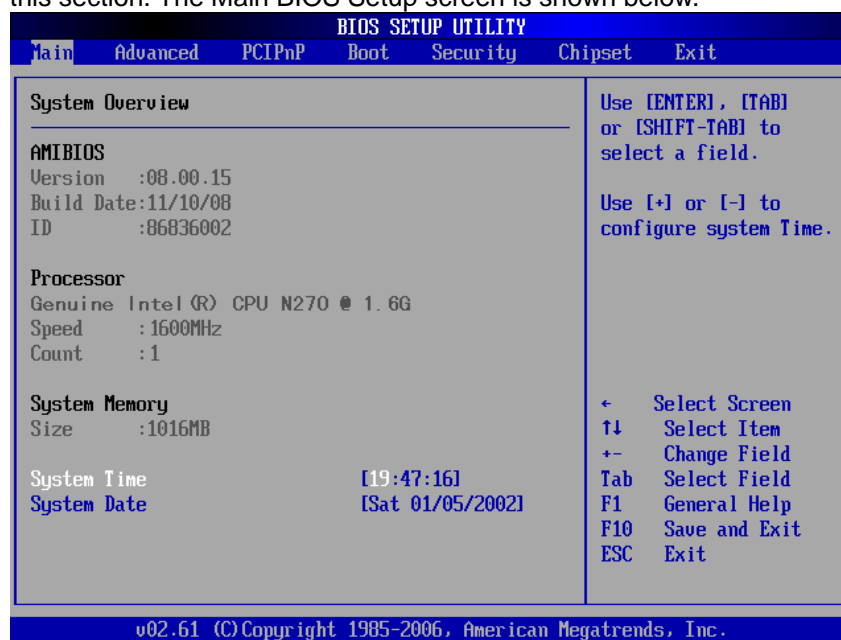 this section. The Main BIOS Setup screen is shown below.
BIOS SETUP UTILITY
Main Advanced PCIPnP Boot Security Chipset Exit
System Overview
AMIBIOS
Version :08.00.15
Build Date:11/10/08
ID :86836002
Processor
Genuine Intel(R) CPU N270 @ 1.6G
Speed :1600MHz
Count :1
System Memory
Size :1016MB
System Time [19:47:16]
System Date [Sat 01/05/2002]
Use [ENTER], [TAB]
or [SHIFT-TAB] to
select a field.
Use [+] or [-] to
configure system Time.
← Select Screen
↑↓ Select Item
+- Change Field
Tab Select Field
F1 General Help
F10 Save and Exit
ESC Exit
v02.61 (C)Copyright 1985-2006, American Megatrends, Inc.